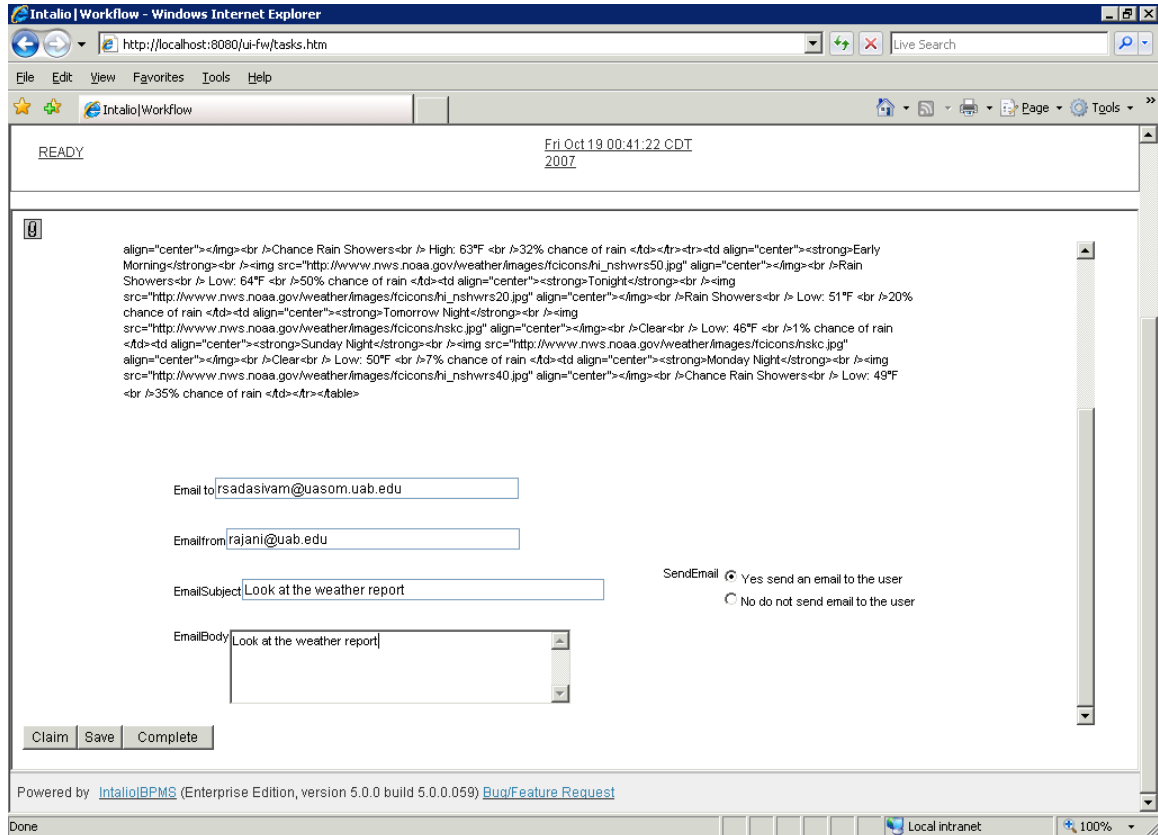 Intalio|Workflow - Windows Internet Explorer
http://localhost:8080/ui-fw/tasks.htm
Live Search
File Edit View Favorites Tools Help
Intalio|Workflow
Page
Tools
READY
Fri Oct 19 00:41:22 CDT
2007
align="center"></img><br />Chance Rain Showers<br /> High: 63°F <br />32% chance of rain </td></tr><tr><td align="center"><strong>Early
Morning</strong><br /><img src="http://www.nws.noaa.gov/weather/images/fcicons/hi_nshwrs50.jpg" align="center"></img><br />Rain
Showers<br /> Low: 64°F <br />50% chance of rain </td><td align="center"><strong>Tonight</strong><br /><img
src="http://www.nws.noaa.gov/weather/images/fcicons/hi_nshwrs20.jpg" align="center"></img><br />Rain Showers<br /> Low: 51°F <br />20%
chance of rain </td><td align="center"><strong>Tomorrow Night</strong><br /><img
src="http://www.nws.noaa.gov/weather/images/fcicons/nskc.jpg" align="center"></img><br />Clear<br /> Low: 46°F <br />1% chance of rain
</td><td align="center"><strong>Sunday Night</strong><br /><img src="http://www.nws.noaa.gov/weather/images/fcicons/nskc.jpg"
align="center"></img><br />Clear<br /> Low: 50°F <br />7% chance of rain </td><td align="center"><strong>Monday Night</strong><br /><img
src="http://www.nws.noaa.gov/weather/images/fcicons/hi_nshwrs40.jpg" align="center"></img><br />Chance Rain Showers<br /> Low: 49°F
<br />35% chance of rain </td></tr></table>
Email to rsadasivam@uasom.uab.edu
Emailfrom rajani@uab.edu
EmailSubject Look at the weather report
SendEmail Yes send an email to the user
No do not send email to the user
EmailBody Look at the weather report
Claim Save Complete
Powered by Intalio|BPMS (Enterprise Edition, version 5.0.0 build 5.0.0.059) Bug/Feature Request
Done
Local intranet
100%